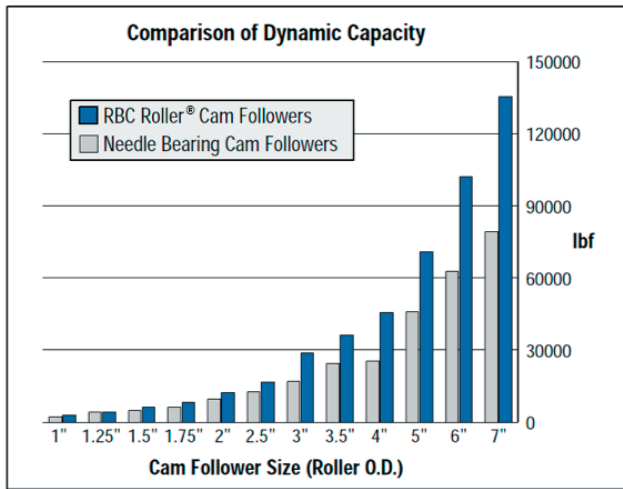 Comparison of Dynamic Capacity
RBC Roller® Cam Followers
Needle Bearing Cam Followers
150000
120000
90000
lbf
60000
30000
0
1" 1.25" 1.5" 1.75" 2" 2.5" 3" 3.5" 4" 5" 6" 7"
Cam Follower Size (Roller O.D.)